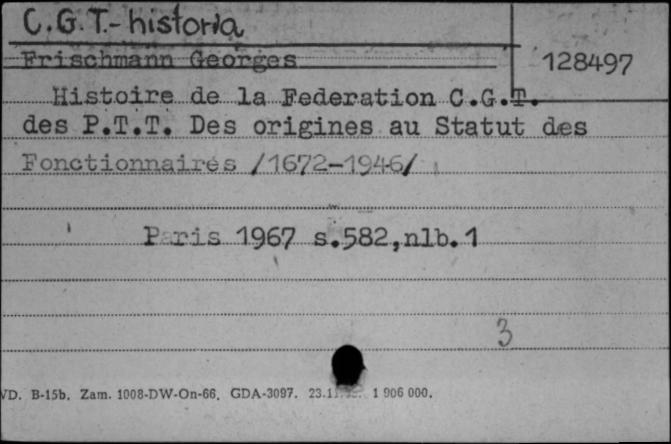 C.G.T.- historia
Frischmann Georges
128497
Histoire de la Federation C.G.T.
des P.T.T. Des origines au Statut des
Fonctionnaires /1672-1946/
Paris 1967 s.582,nlb.1
3
VD. B-15b. Zam. 1008-DW-On-66. GDA-3097. 1 906 000.